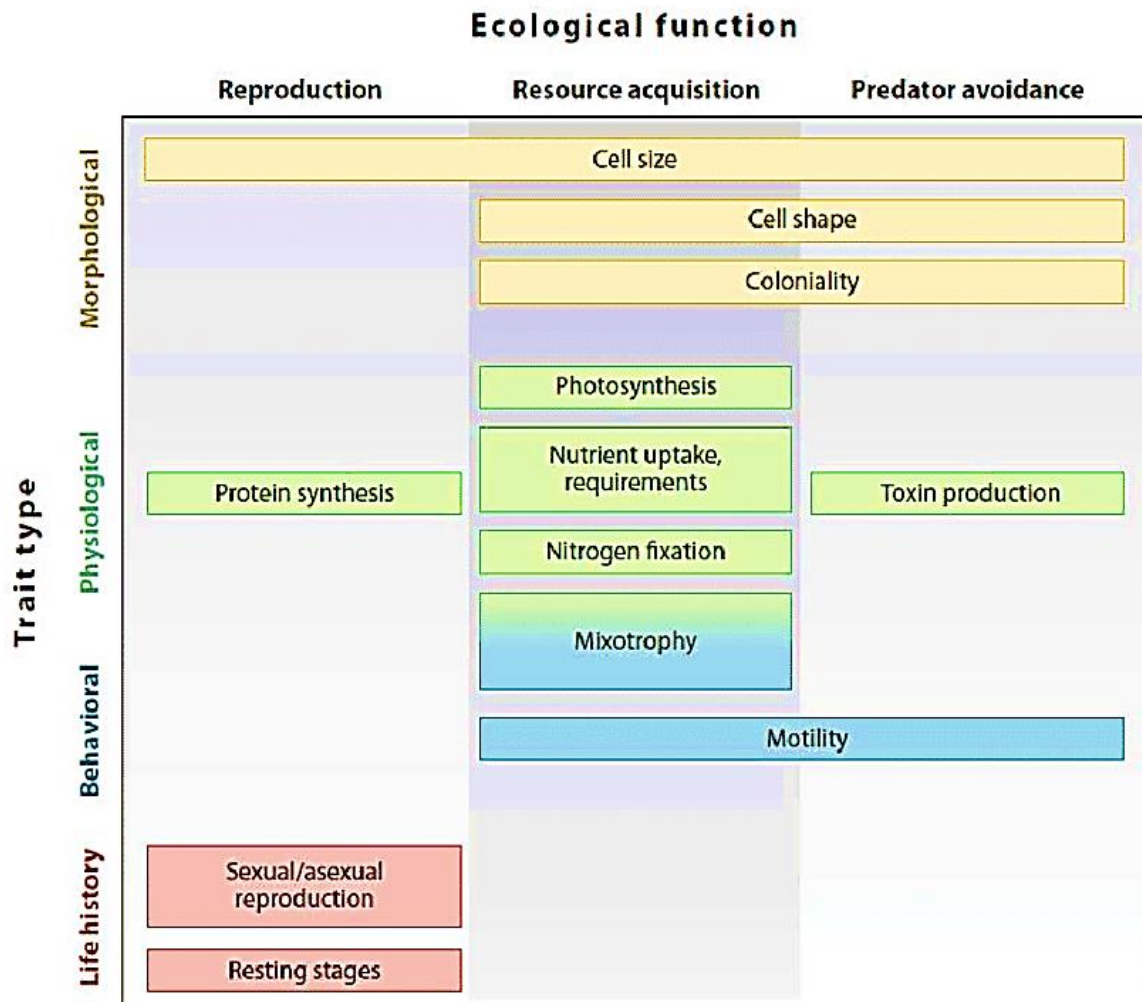 Ecological function
Reproduction
Resource acquisition
Predator avoidance
Trait type
Morphological
Cell size
Cell shape
Coloniality
Physiological
Photosynthesis
Nutrient uptake,
requirements
Protein synthesis
Toxin production
Nitrogen fixation
Mixotrophy
Behavioral
Motility
Life history
Sexual/asexual
reproduction
Resting stages